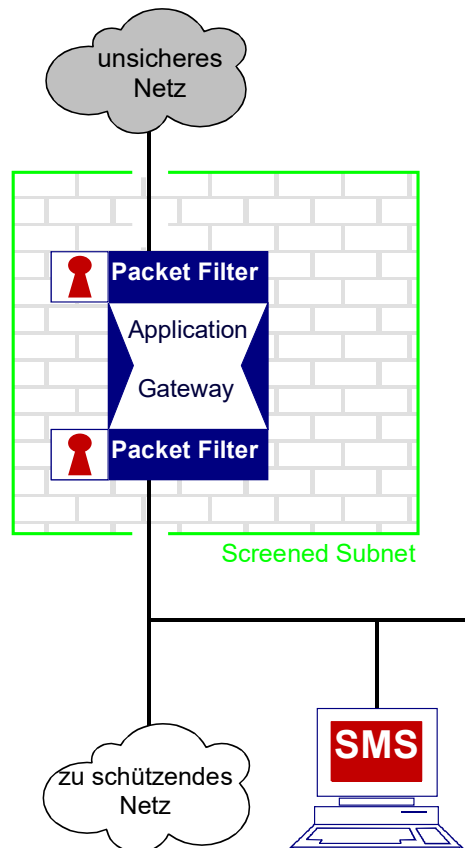 unsicheres
Netz
Packet Filter
Application
Gateway
Packet Filter
Screened Subnet
SMS
zu schützendes
Netz